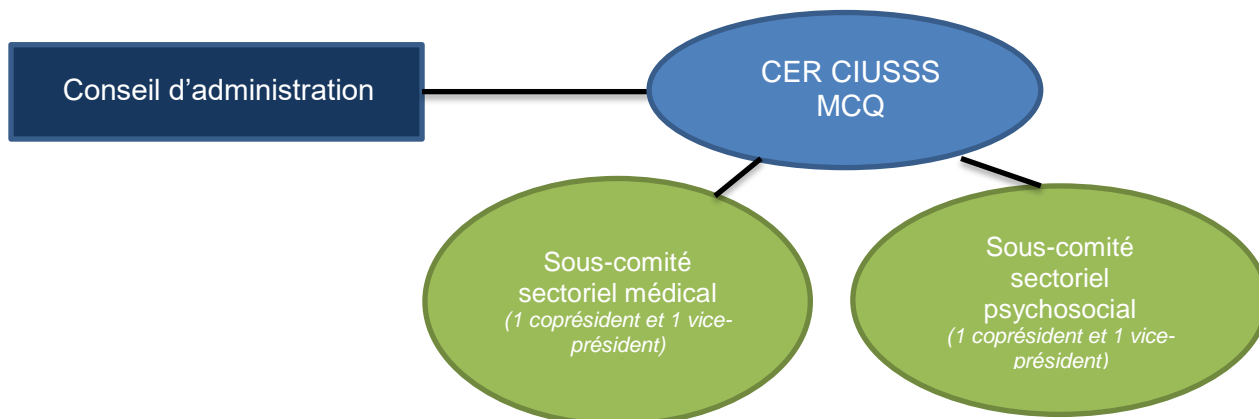 Conseil d’administration
CER CIUSSS
MCQ
Sous-comité
sectoriel médical
(1 coprésident et 1 vice-
président)
Sous-comité
sectoriel
psychosocial
(1 coprésident et 1 vice-
président)